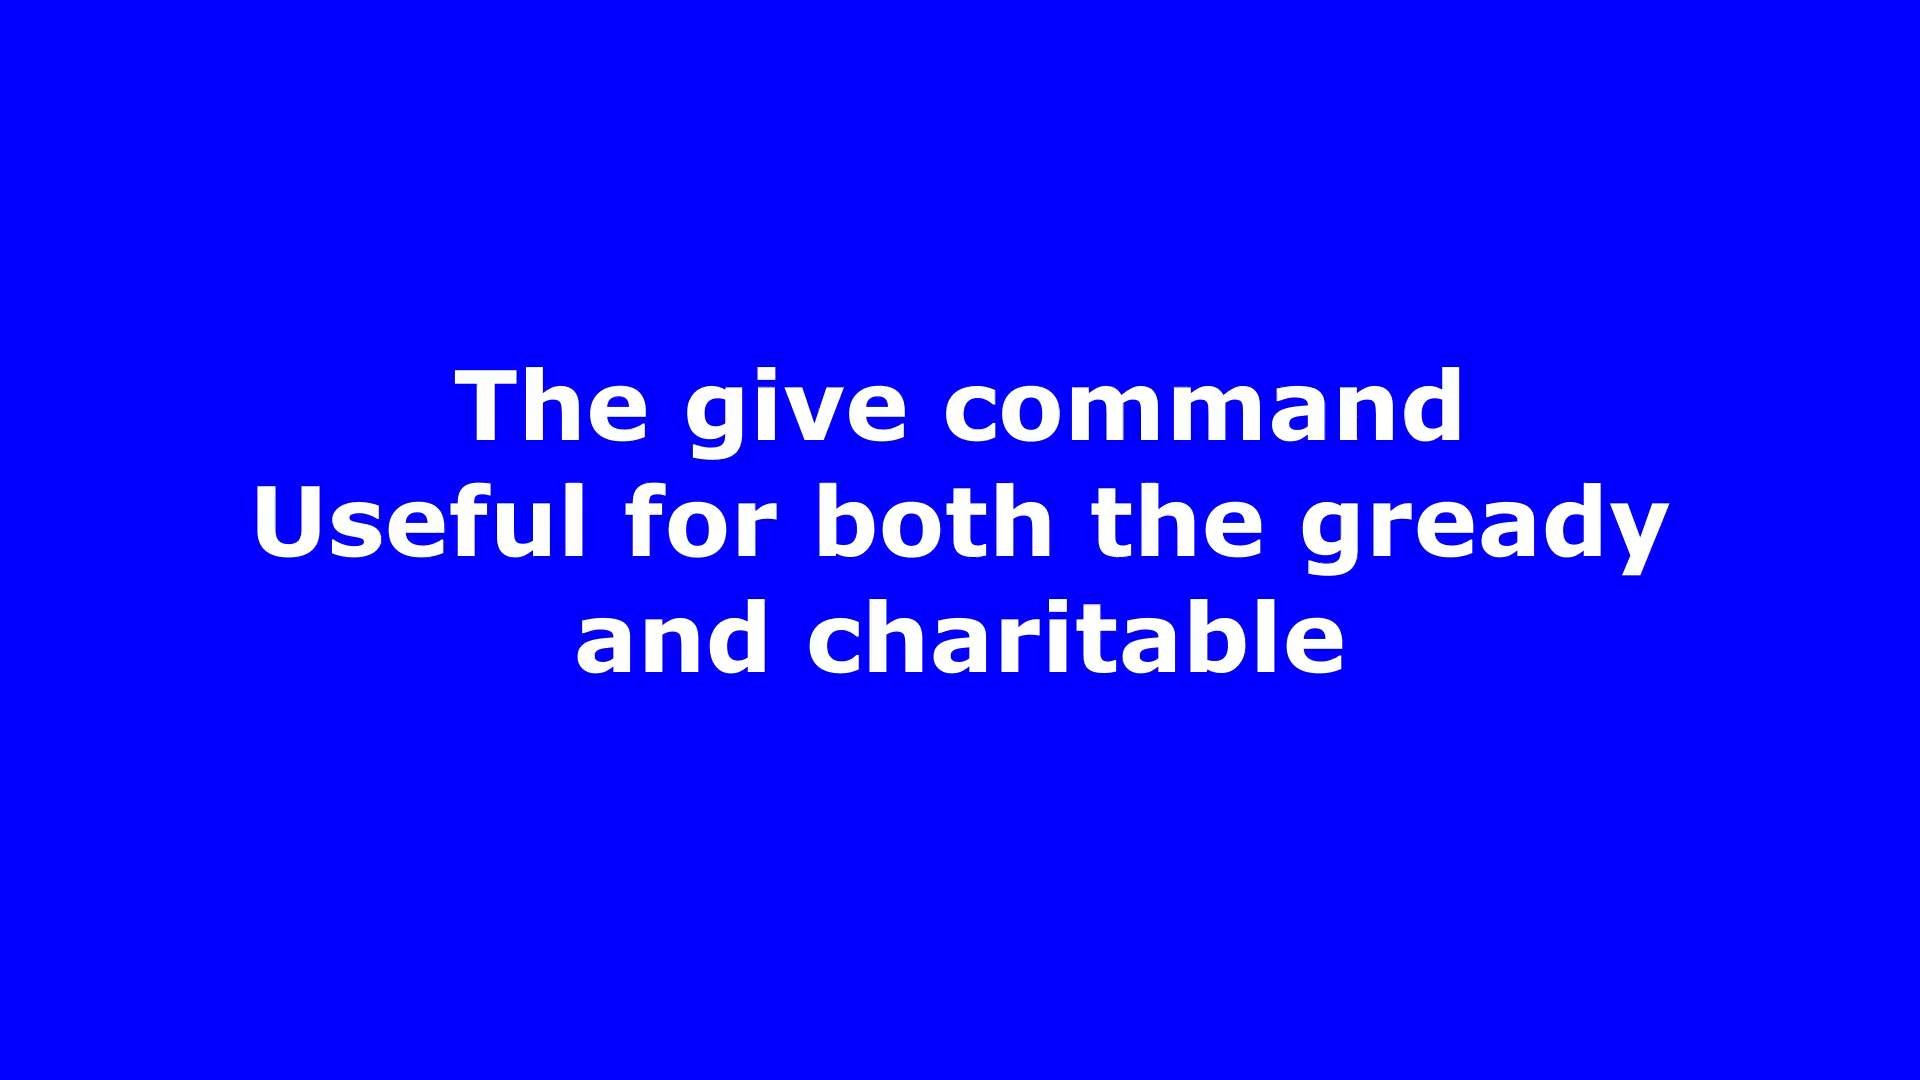 The give command
Useful for both the gready
and charitable